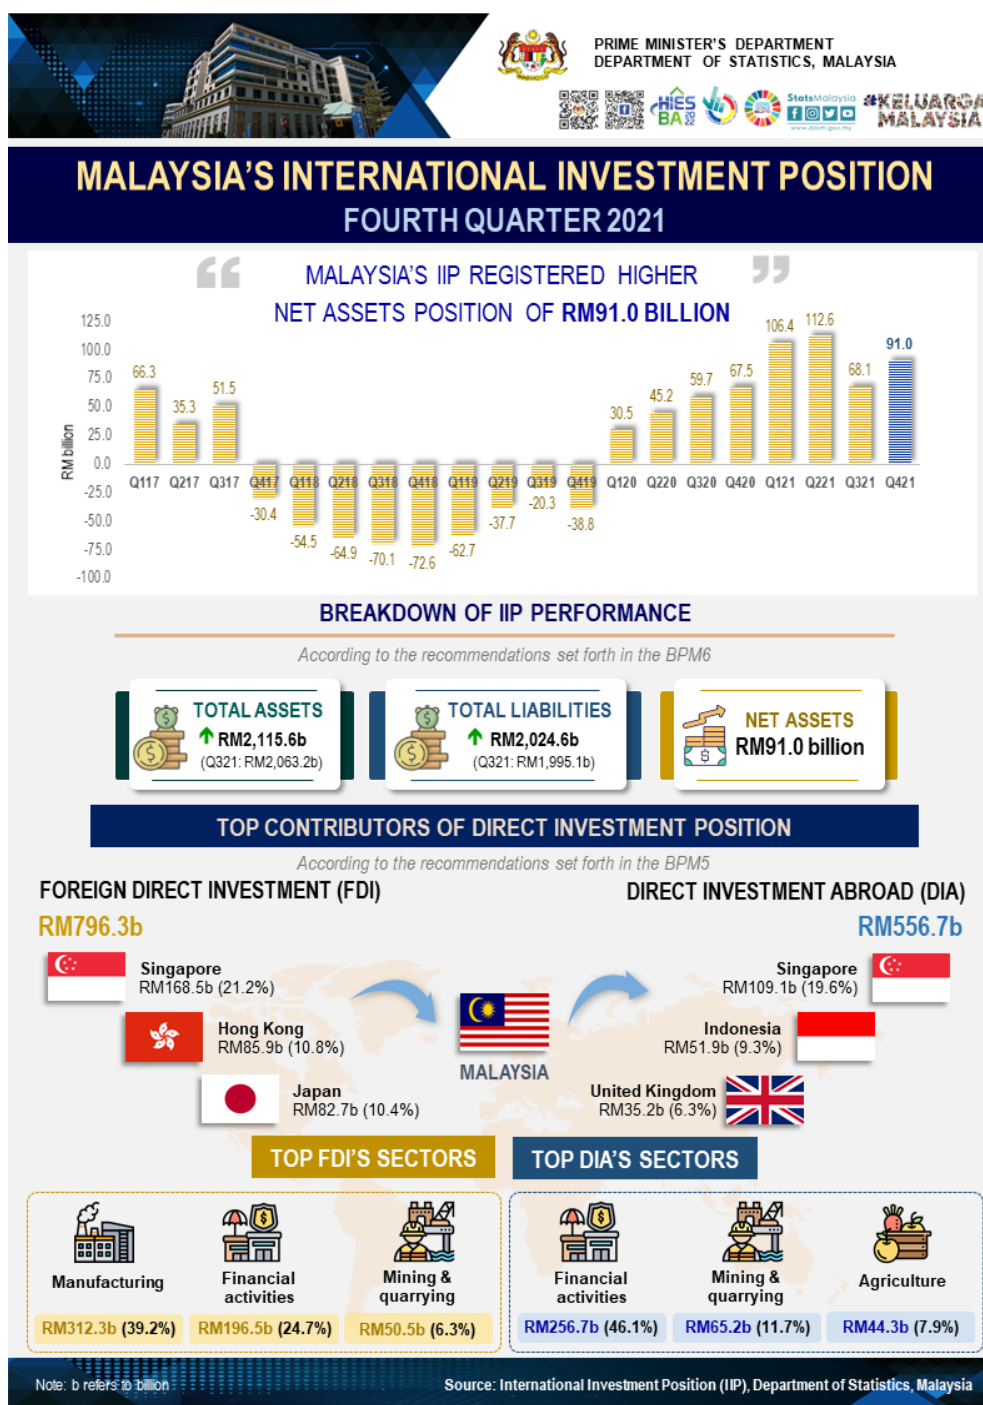 PRIME MINISTER'S DEPARTMENT
DEPARTMENT OF STATISTICS, MALAYSIA
HIES
BA 2022
StatsMalaysia
www.dosm.gov.my
#KELUARGA
MALAYSIA
MALAYSIA'S INTERNATIONAL INVESTMENT POSITION
FOURTH QUARTER 2021
“ MALAYSIA'S IIP REGISTERED HIGHER ”
NET ASSETS POSITION OF RM91.0 BILLION
RM billion
125.0
100.0
75.0
50.0
25.0
0.0
-25.0
-50.0
-75.0
-100.0
66.3 35.3 51.5 -30.4 -54.5 -64.9 -70.1 -72.6 -62.7 -37.7 -20.3 -38.8 30.5 45.2 59.7 67.5 106.4 112.6 68.1 91.0
Q117 Q217 Q317 Q417 Q118 Q218 Q318 Q418 Q119 Q219 Q319 Q419 Q120 Q220 Q320 Q420 Q121 Q221 Q321 Q421
BREAKDOWN OF IIP PERFORMANCE
According to the recommendations set forth in the BPM6
TOTAL ASSETS
RM2,115.6b
(Q321: RM2,063.2b)
TOTAL LIABILITIES
RM2,024.6b
(Q321: RM1,995.1b)
NET ASSETS
RM91.0 billion
TOP CONTRIBUTORS OF DIRECT INVESTMENT POSITION
According to the recommendations set forth in the BPM5
FOREIGN DIRECT INVESTMENT (FDI)
RM796.3b
Singapore
RM168.5b (21.2%)
Hong Kong
RM85.9b (10.8%)
Japan
RM82.7b (10.4%)
MALAYSIA
DIRECT INVESTMENT ABROAD (DIA)
RM556.7b
Singapore
RM109.1b (19.6%)
Indonesia
RM51.9b (9.3%)
United Kingdom
RM35.2b (6.3%)
TOP FDI'S SECTORS
Manufacturing
RM312.3b (39.2%)
Financial
activities
RM196.5b (24.7%)
Mining &
quarrying
RM50.5b (6.3%)
TOP DIA'S SECTORS
Financial
activities
RM256.7b (46.1%)
Mining &
quarrying
RM65.2b (11.7%)
Agriculture
RM44.3b (7.9%)
Note: b refers to billion
Source: International Investment Position (IIP), Department of Statistics, Malaysia